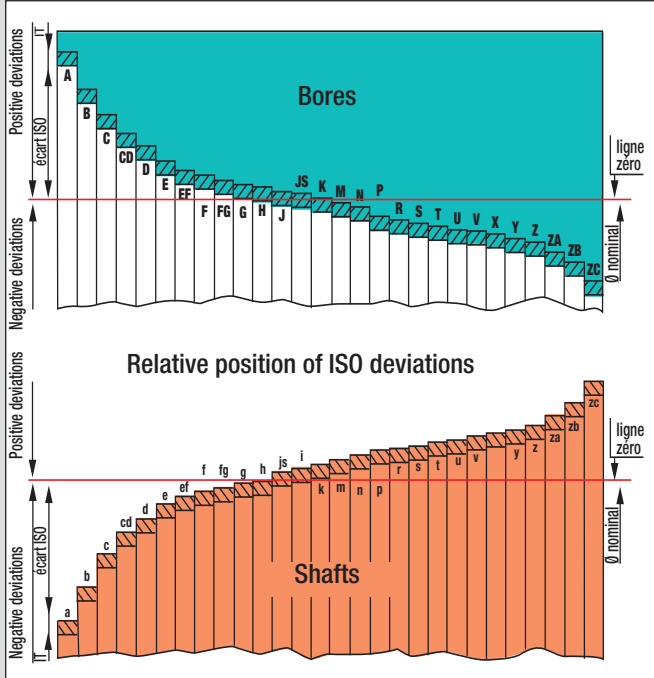 Positive deviations
IT
écart ISO
Negative deviations
Bores
A
B
C
CD
D
E
EF
F
FG
G
H
J
JS
K
M
N
P
R
S
T
U
V
X
Y
Z
ZA
ZB
ZC
ligne
zéro
Ø nominal
Relative position of ISO deviations
Positive deviations
Negative deviations
écart ISO
IT
Shafts
a
b
c
cd
d
e
ef
f
fg
g
h
js
i
k
m
n
p
r
s
t
u
v
y
z
za
zb
zc
ligne
zéro
Ø nominal